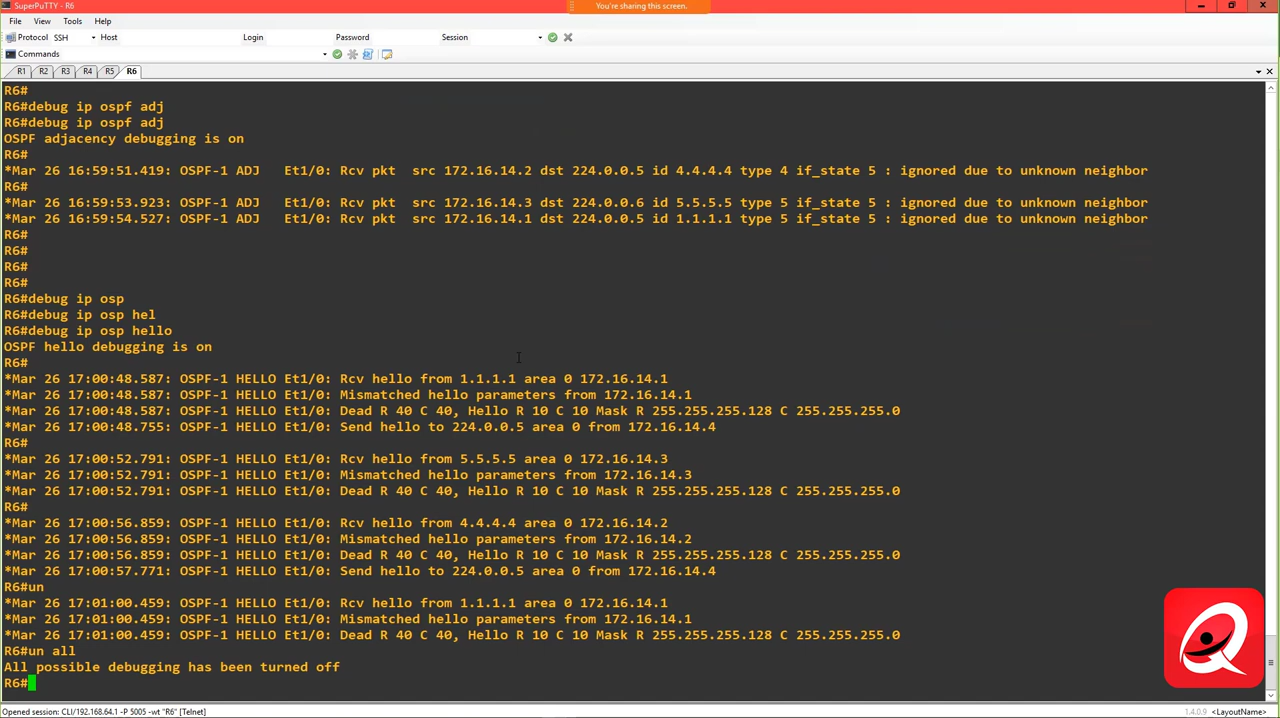 SuperPuTTY - R6
You're sharing this screen.
File View Tools Help
Protocol SSH Host Login Password Session
Commands
R1 R2 R3 R4 R5 R6
R6#
R6#debug ip ospf adj
R6#debug ip ospf adj
OSPF adjacency debugging is on
R6#
*Mar 26 16:59:51.419: OSPF-1 ADJ   Et1/0: Rcv pkt  src 172.16.14.2 dst 224.0.0.5 id 4.4.4.4 type 4 if_state 5 : ignored due to unknown neighbor
R6#
*Mar 26 16:59:53.923: OSPF-1 ADJ   Et1/0: Rcv pkt  src 172.16.14.3 dst 224.0.0.6 id 5.5.5.5 type 5 if_state 5 : ignored due to unknown neighbor
*Mar 26 16:59:54.527: OSPF-1 ADJ   Et1/0: Rcv pkt  src 172.16.14.1 dst 224.0.0.5 id 1.1.1.1 type 5 if_state 5 : ignored due to unknown neighbor
R6#
R6#
R6#
R6#
R6#debug ip osp
R6#debug ip osp hel
R6#debug ip osp hello
OSPF hello debugging is on
R6#
*Mar 26 17:00:48.587: OSPF-1 HELLO Et1/0: Rcv hello from 1.1.1.1 area 0 172.16.14.1
*Mar 26 17:00:48.587: OSPF-1 HELLO Et1/0: Mismatched hello parameters from 172.16.14.1
*Mar 26 17:00:48.587: OSPF-1 HELLO Et1/0: Dead R 40 C 40, Hello R 10 C 10 Mask R 255.255.255.128 C 255.255.255.0
*Mar 26 17:00:48.755: OSPF-1 HELLO Et1/0: Send hello to 224.0.0.5 area 0 from 172.16.14.4
R6#
*Mar 26 17:00:52.791: OSPF-1 HELLO Et1/0: Rcv hello from 5.5.5.5 area 0 172.16.14.3
*Mar 26 17:00:52.791: OSPF-1 HELLO Et1/0: Mismatched hello parameters from 172.16.14.3
*Mar 26 17:00:52.791: OSPF-1 HELLO Et1/0: Dead R 40 C 40, Hello R 10 C 10 Mask R 255.255.255.128 C 255.255.255.0
R6#
*Mar 26 17:00:56.859: OSPF-1 HELLO Et1/0: Rcv hello from 4.4.4.4 area 0 172.16.14.2
*Mar 26 17:00:56.859: OSPF-1 HELLO Et1/0: Mismatched hello parameters from 172.16.14.2
*Mar 26 17:00:56.859: OSPF-1 HELLO Et1/0: Dead R 40 C 40, Hello R 10 C 10 Mask R 255.255.255.128 C 255.255.255.0
*Mar 26 17:00:57.771: OSPF-1 HELLO Et1/0: Send hello to 224.0.0.5 area 0 from 172.16.14.4
R6#un
*Mar 26 17:01:00.459: OSPF-1 HELLO Et1/0: Rcv hello from 1.1.1.1 area 0 172.16.14.1
*Mar 26 17:01:00.459: OSPF-1 HELLO Et1/0: Mismatched hello parameters from 172.16.14.1
*Mar 26 17:01:00.459: OSPF-1 HELLO Et1/0: Dead R 40 C 40, Hello R 10 C 10 Mask R 255.255.255.128 C 255.255.255.0
R6#un all
All possible debugging has been turned off
R6#
Opened session: CLI/192.168.64.1 -P 5005 -wt "R6" [Telnet]
1.4.0.9 <LayoutName>